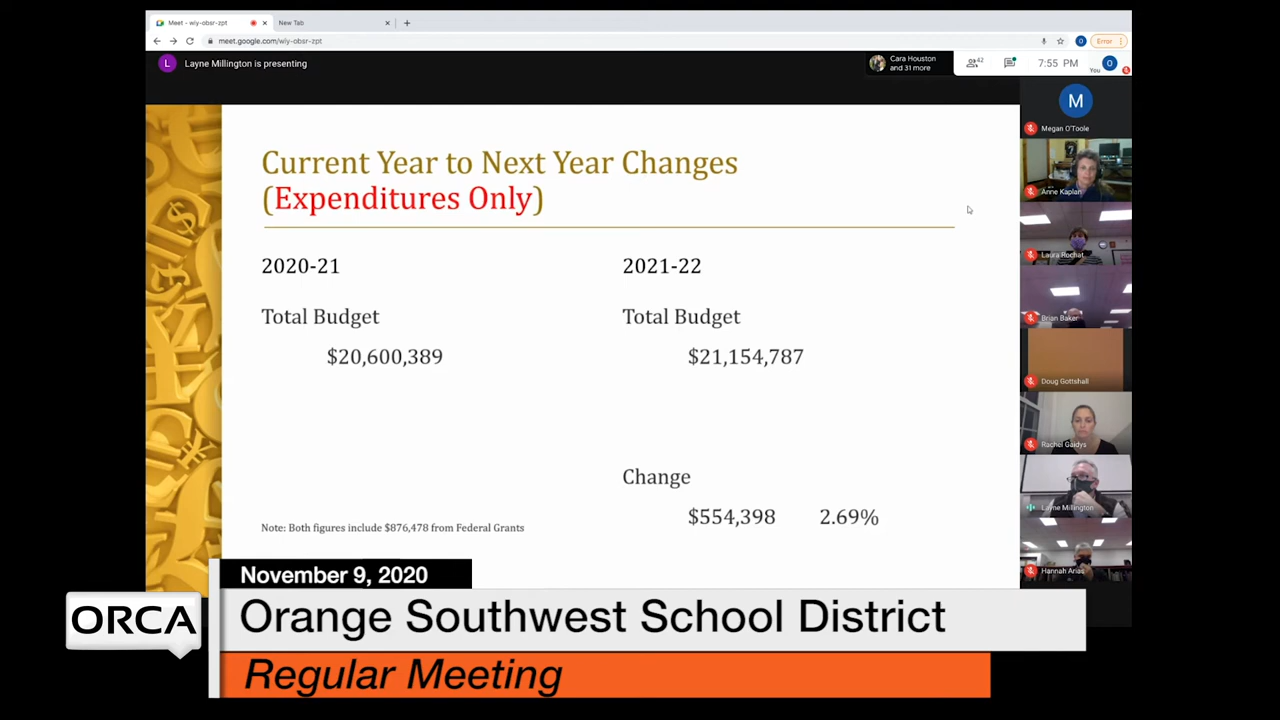 Meet - wiy-obsr-zpt
New Tab
meet.google.com/wiy-obsr-zpt
Error
L
Layne Millington is presenting
Cara Houston
and 31 more
42
7:55 PM
You
O
M
Megan O'Toole
Anne Kaplan
Laura Rochat
Brian Baker
Doug Gottshall
Rachel Gaidys
Layne Millington
Hannah Arias
Current Year to Next Year Changes
(Expenditures Only)
2020-21
2021-22
Total Budget
Total Budget
$20,600,389
$21,154,787
Change
$554,398 2.69%
Note: Both figures include $876,478 from Federal Grants
November 9, 2020
ORCA
Orange Southwest School District
Regular Meeting